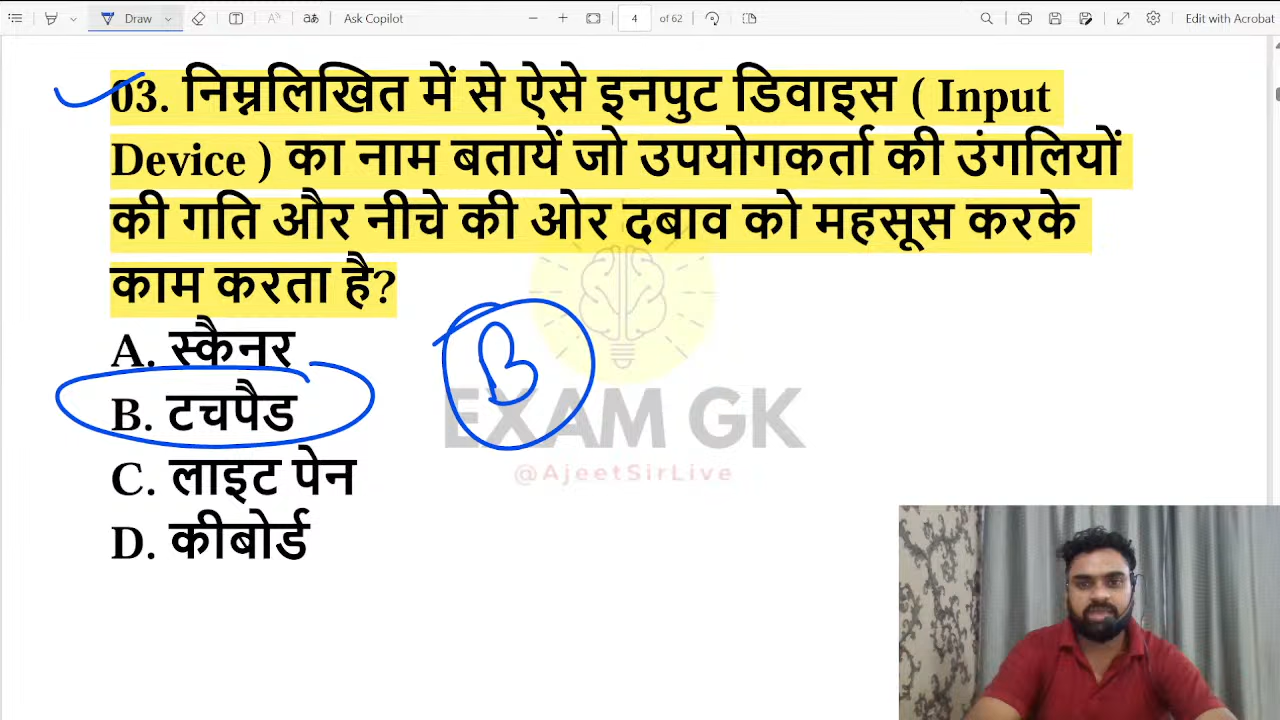 Draw
Ask Copilot
4 of 62
Edit with Acrobat
03. निम्नलिखित में से ऐसे इनपुट डिवाइस ( Input
Device ) का नाम बतायें जो उपयोगकर्ता की उंगलियों
की गति और नीचे की ओर दबाव को महसूस करके
काम करता है?
A. स्कैनर
B. टचपैड
C. लाइट पेन
D. कीबोर्ड
B
EXAM GK
@AjeetSirLive